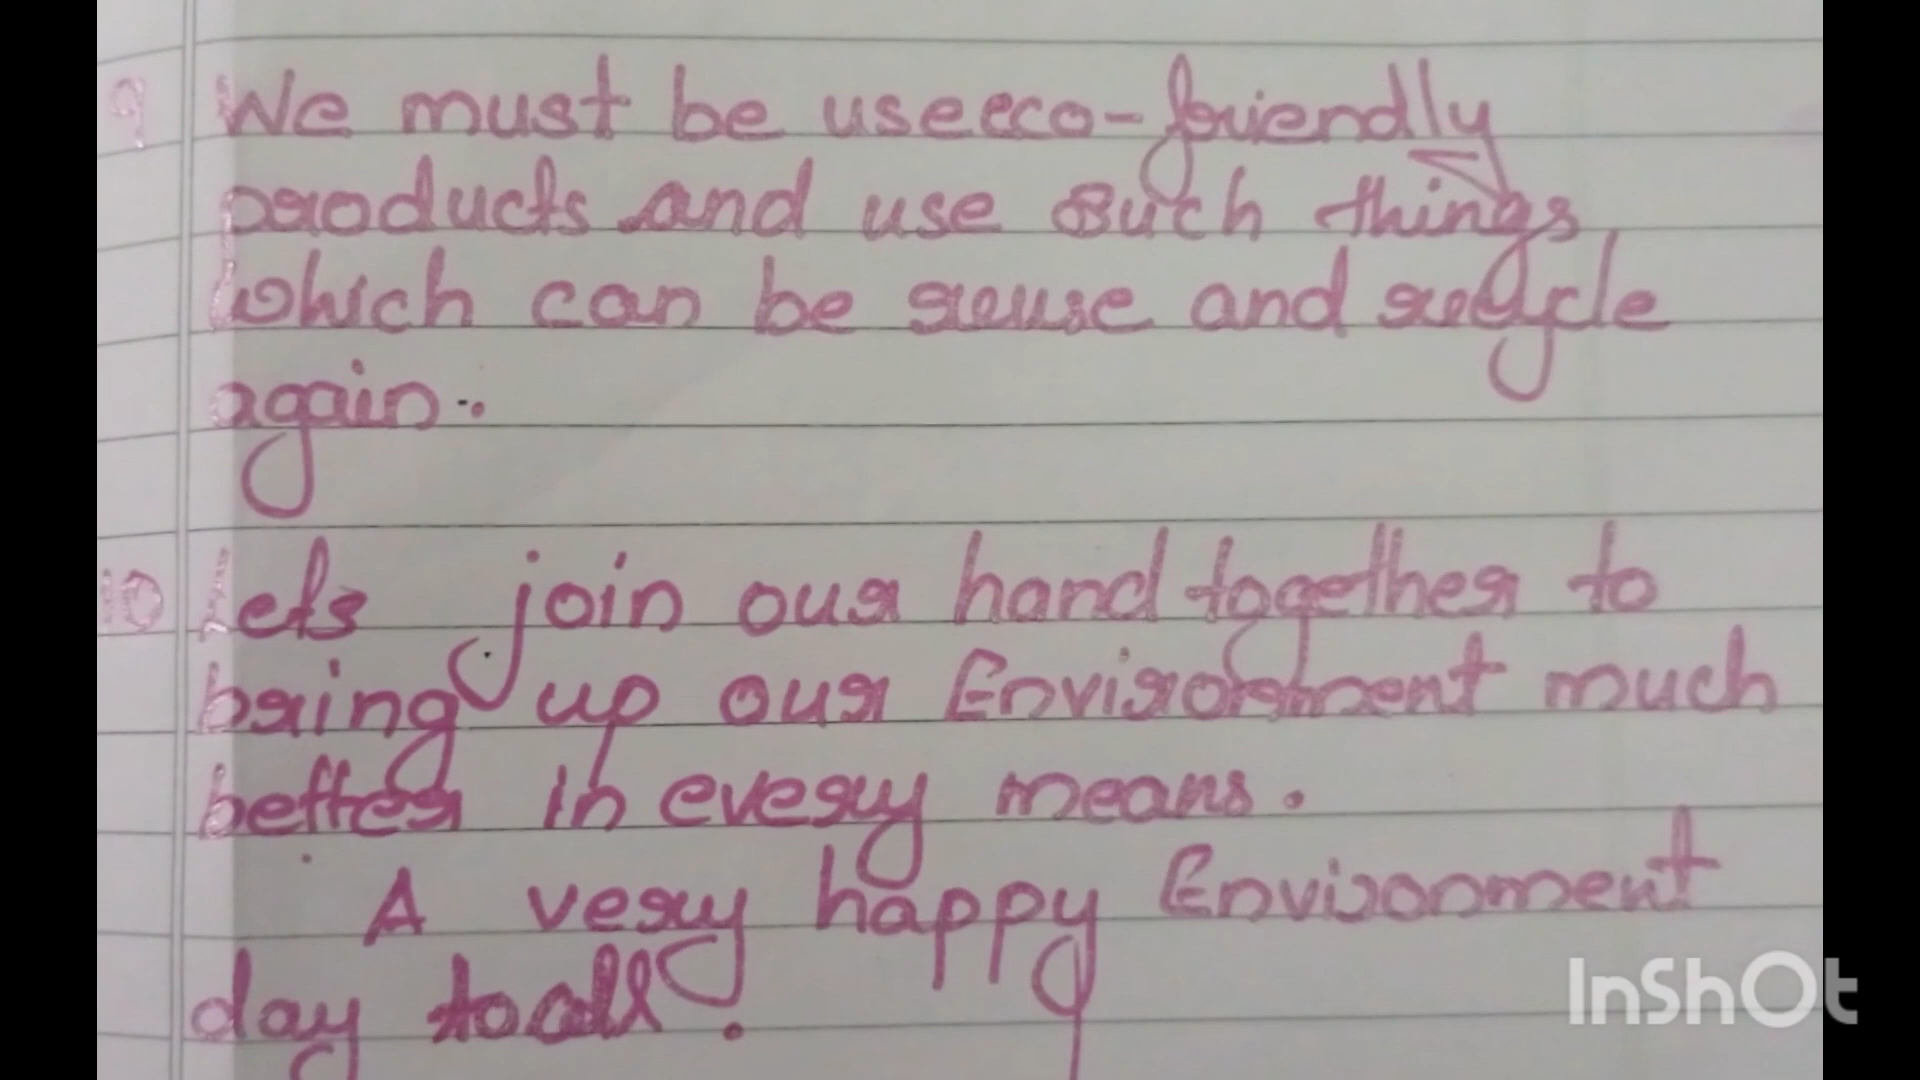 9 We must be use eco-friendly
products and use such things
which can be reuse and recycle
again..
10 Lets join our hand together to
bring up our Environment much
better in every means.
A very happy Environment
day to all.
InShOt